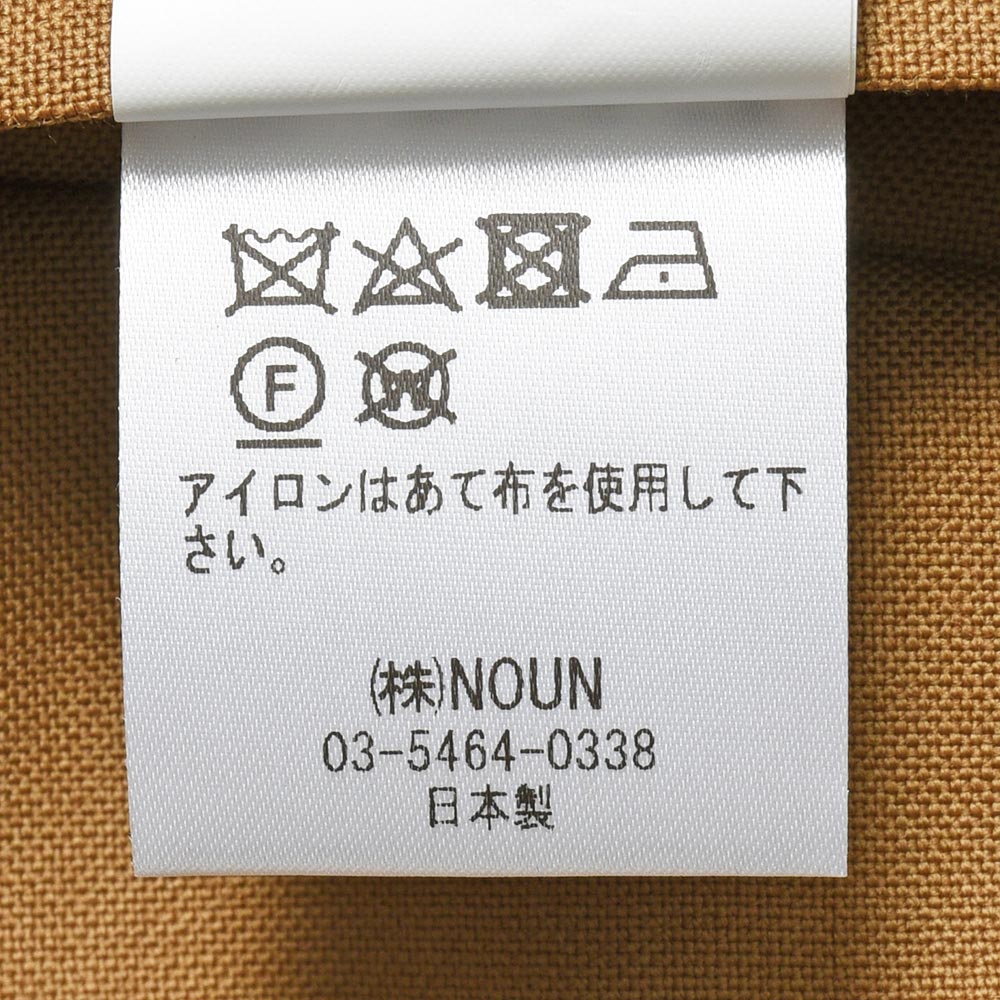 F
W
アイロンはあて布を使用して下
さい。
㈱NOUN
03-5464-0338
日本製